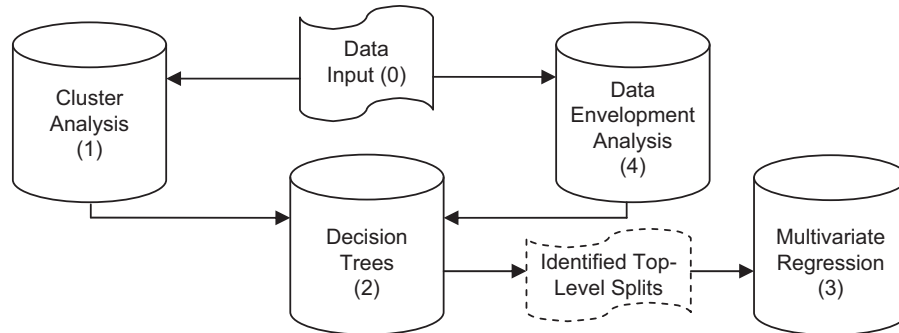 Data
Input (0)
Cluster
Analysis
(1)
Data
Envelopment
Analysis
(4)
Decision
Trees
(2)
Identified Top-
Level Splits
Multivariate
Regression
(3)